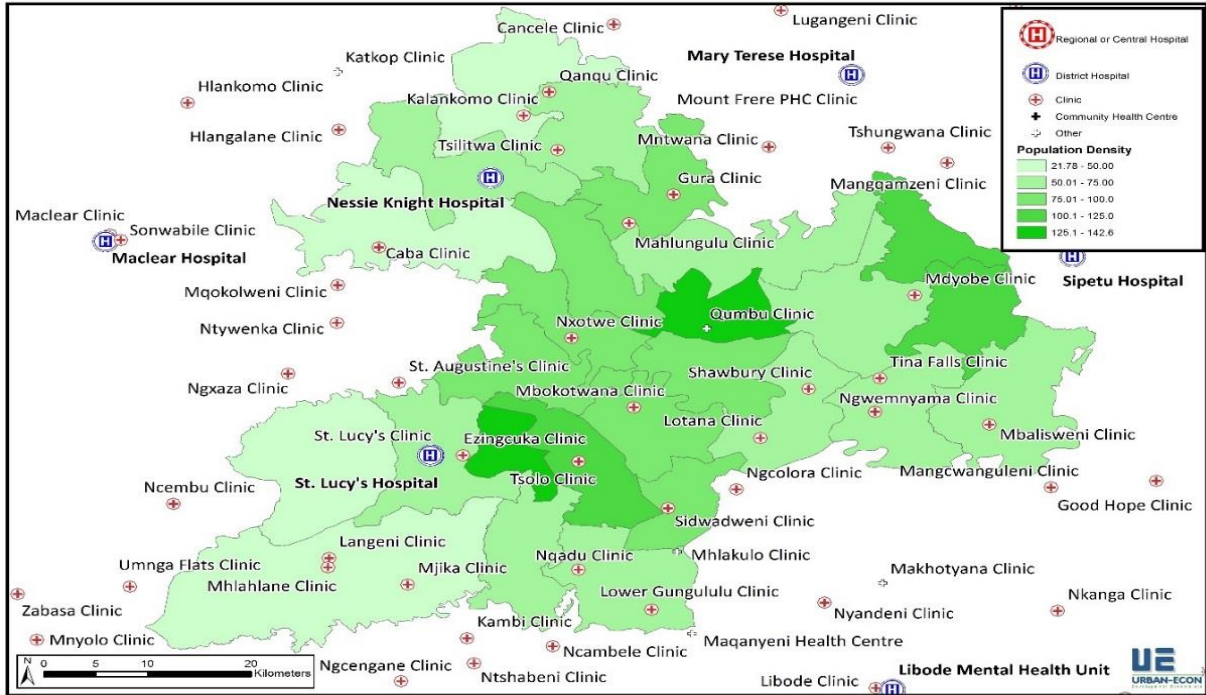 Cancele Clinic
Lugangeni Clinic
Katkop Clinic
Mary Terese Hospital
Qanqu Clinic
Hlankomo Clinic
Kalankomo Clinic
Mount Frere PHC Clinic
Hlangalane Clinic
Tsilitwa Clinic
Mntwana Clinic
Tshungwana Clinic
Gura Clinic
Mangqamzeni Clinic
Nessie Knight Hospital
Maclear Clinic
Sonwabile Clinic
Mahlungulu Clinic
Maclear Hospital
Caba Clinic
Mdyobe Clinic
Sipetu Hospital
Mqokolweni Clinic
Qumbu Clinic
Ntywenka Clinic
Nxotwe Clinic
Tina Falls Clinic
St. Augustine's Clinic
Shawbury Clinic
Ngxaza Clinic
Mbokotwana Clinic
Ngwemnyama Clinic
Lotana Clinic
St. Lucy's Clinic
Ezingcuka Clinic
Mbalisweni Clinic
Ngcolora Clinic
Mangcwanguleni Clinic
Tsolo Clinic
St. Lucy's Hospital
Ncembu Clinic
Good Hope Clinic
Sidwadweni Clinic
Langeni Clinic
Nqadu Clinic
Mhlakulo Clinic
Umnga Flats Clinic
Makhotyana Clinic
Mhlahlane Clinic
Mjika Clinic
Lower Gungululu Clinic
Zabasa Clinic
Nyandeni Clinic
Nkanga Clinic
Kambi Clinic
Mnyolo Clinic
Maqanyeni Health Centre
Ncambele Clinic
Ngcengane Clinic
Ntshabeni Clinic
Libode Mental Health Unit
Libode Clinic
Regional or Central Hospital
District Hospital
Clinic
Community Health Centre
Other
Population Density
21.78 - 50.00
50.01 - 75.00
75.01 - 100.0
100.1 - 125.0
125.1 - 142.6
N
0 5 10 20
Kilometers
UE
URBAN-ECON